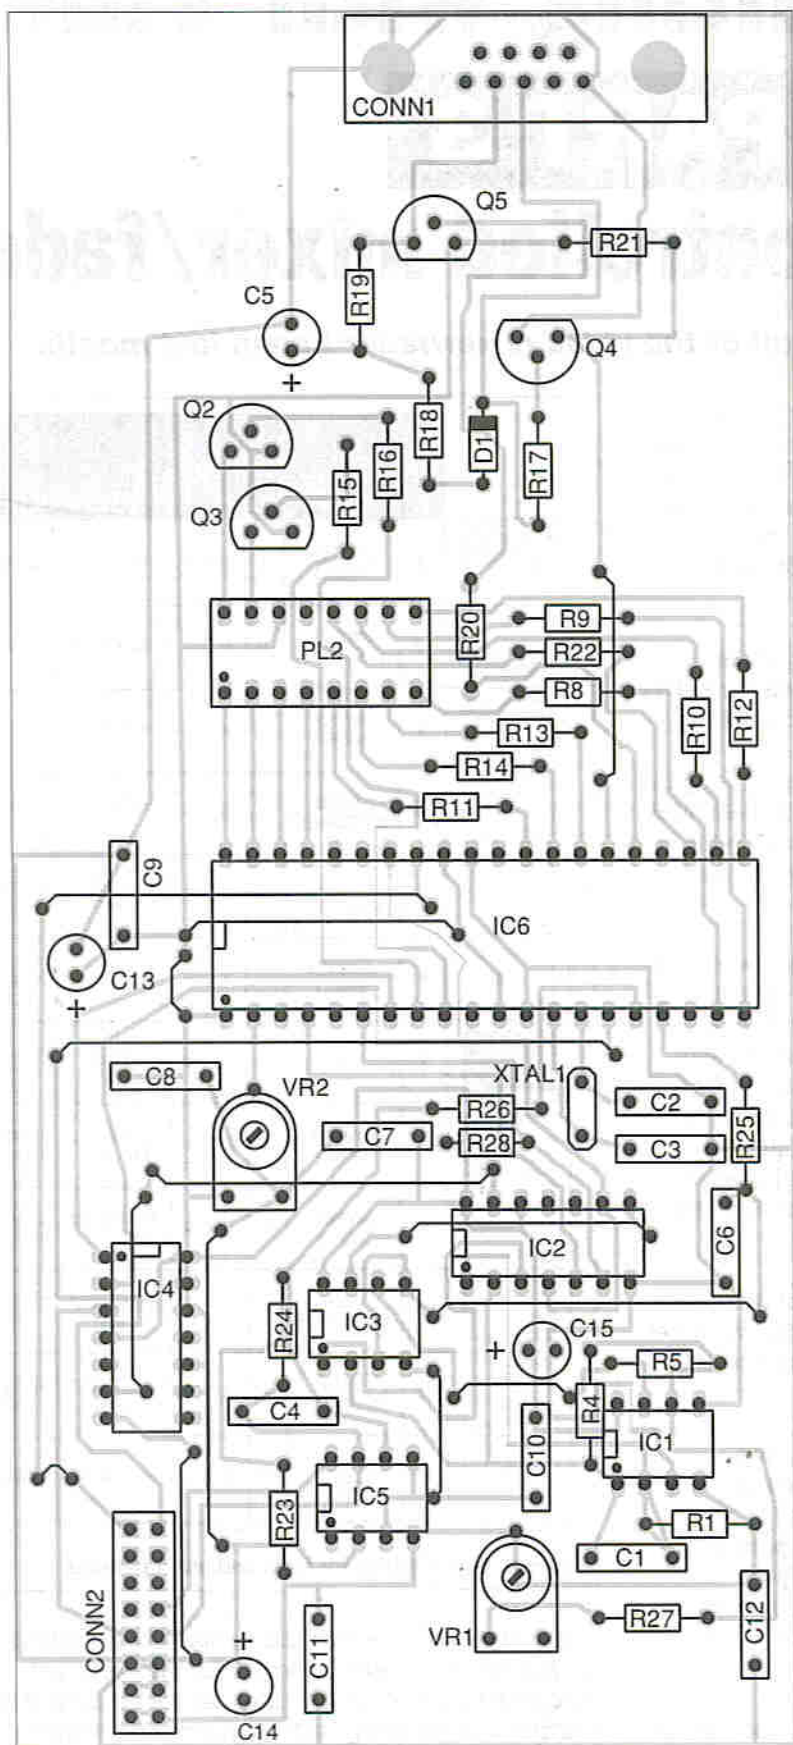 CONN1
Q5
R21
R19
C5
+
Q4
Q2
R18
D1
R17
R16
R15
Q3
R20
R9
PL2
R22
R8
R10
R12
R13
R14
R11
C9
IC6
C13
+
C8
VR2
XTAL1
C2
R26
C7
R28
C3
R25
C6
IC2
IC4
IC3
R24
+
C15
R5
C4
R4
C10
IC1
IC5
R23
R1
C1
CONN2
VR1
R27
C12
C11
+
C14